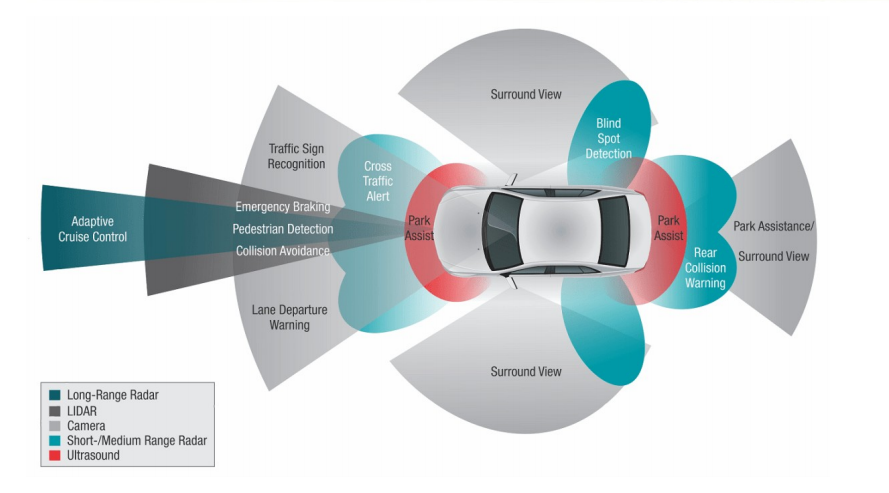 Surround View
Blind
Spot
Detection
Traffic Sign
Recognition
Cross
Traffic
Alert
Emergency Braking
Adaptive
Cruise Control
Pedestrian Detection
Collision Avoidance
Park
Assist
Park
Assist
Park Assistance/
Surround View
Rear
Collision
Warning
Lane Departure
Warning
Surround View
Long-Range Radar
LIDAR
Camera
Short-/Medium Range Radar
Ultrasound